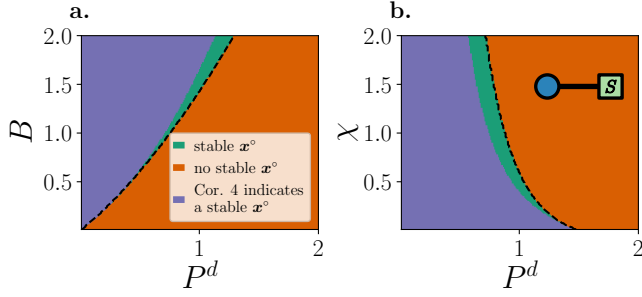 a.
B
2.0
1.5
1.0
0.5
stable x°
no stable x°
Cor. 4 indicates
a stable x°
1
2
P^d
b.
χ
2.0
1.5
1.0
0.5
S
1
2
P^d